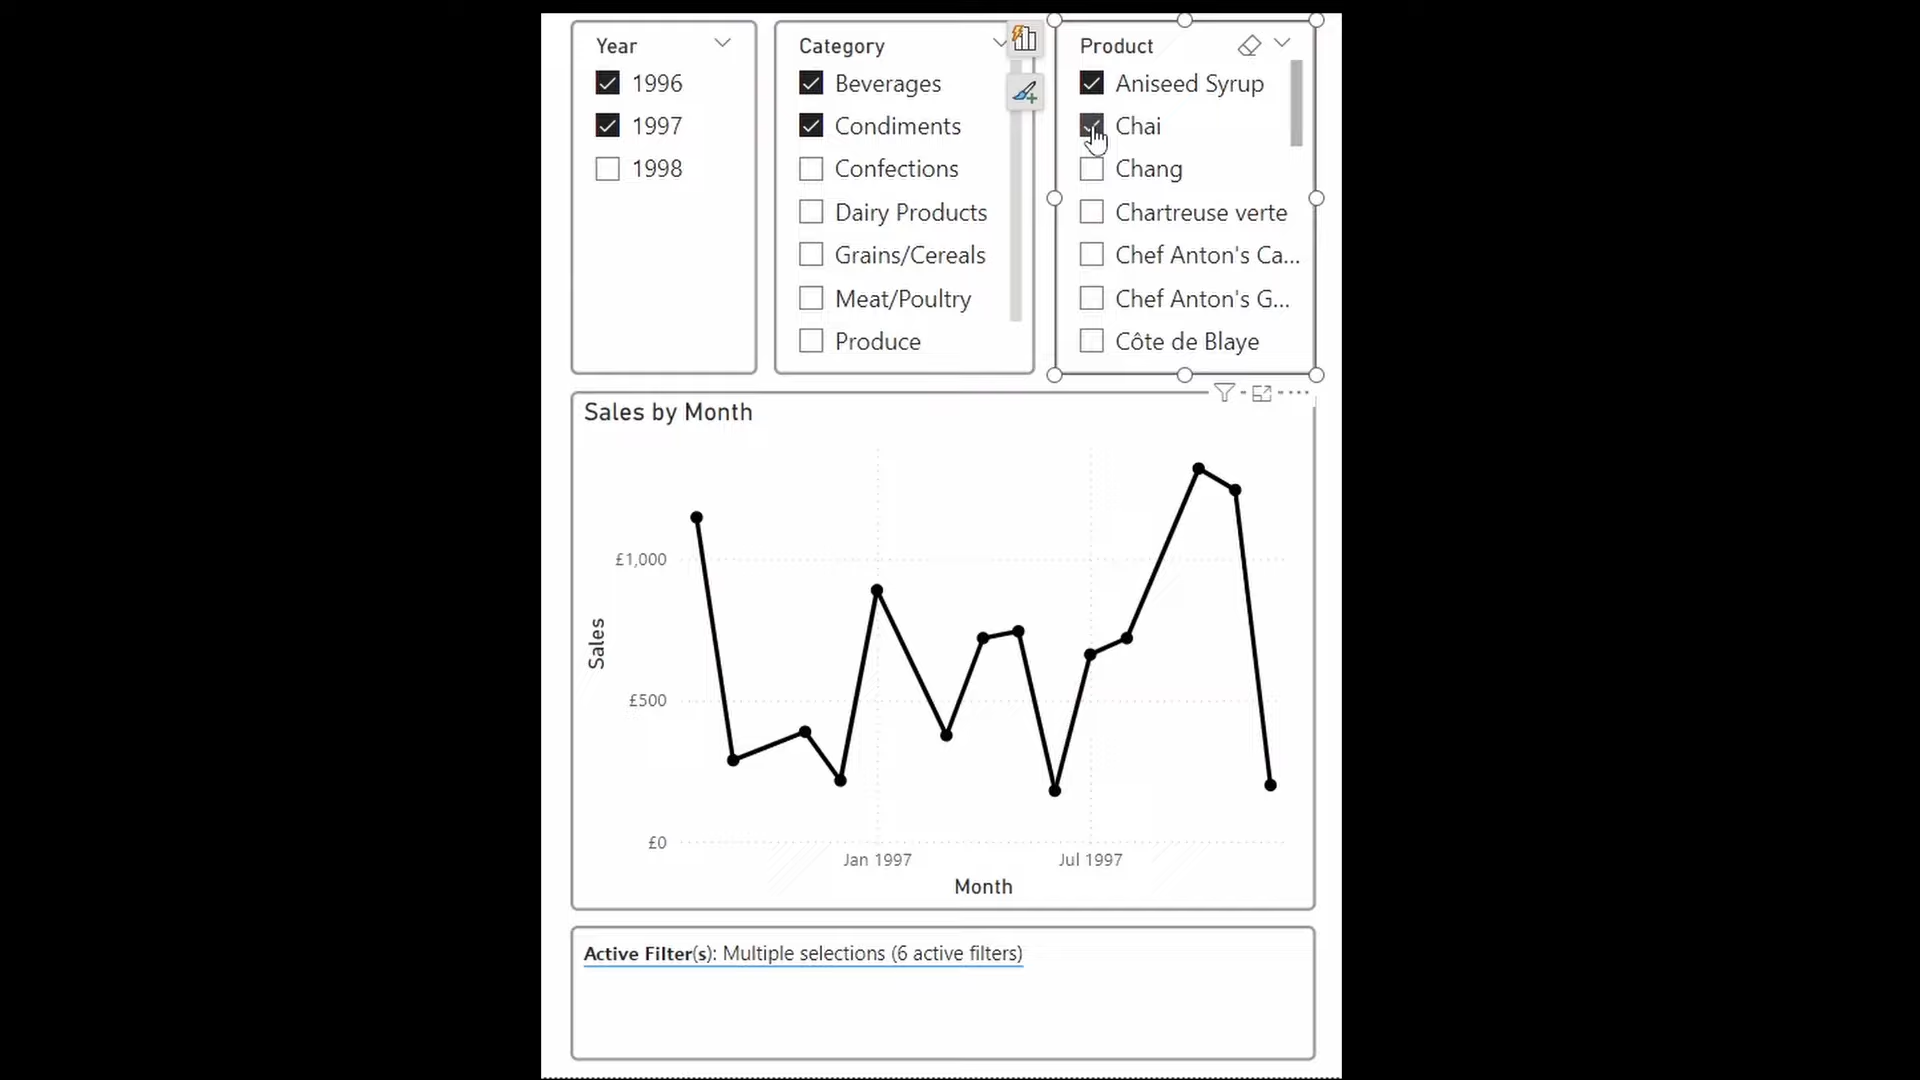 Year
1996
1997
1998
Category
Beverages
Condiments
Confections
Dairy Products
Grains/Cereals
Meat/Poultry
Produce
Product
Aniseed Syrup
Chai
Chang
Chartreuse verte
Chef Anton's Ca...
Chef Anton's G...
Côte de Blaye
Sales by Month
£1,000
£500
£0
Sales
Jan 1997
Jul 1997
Month
Active Filter(s): Multiple selections (6 active filters)